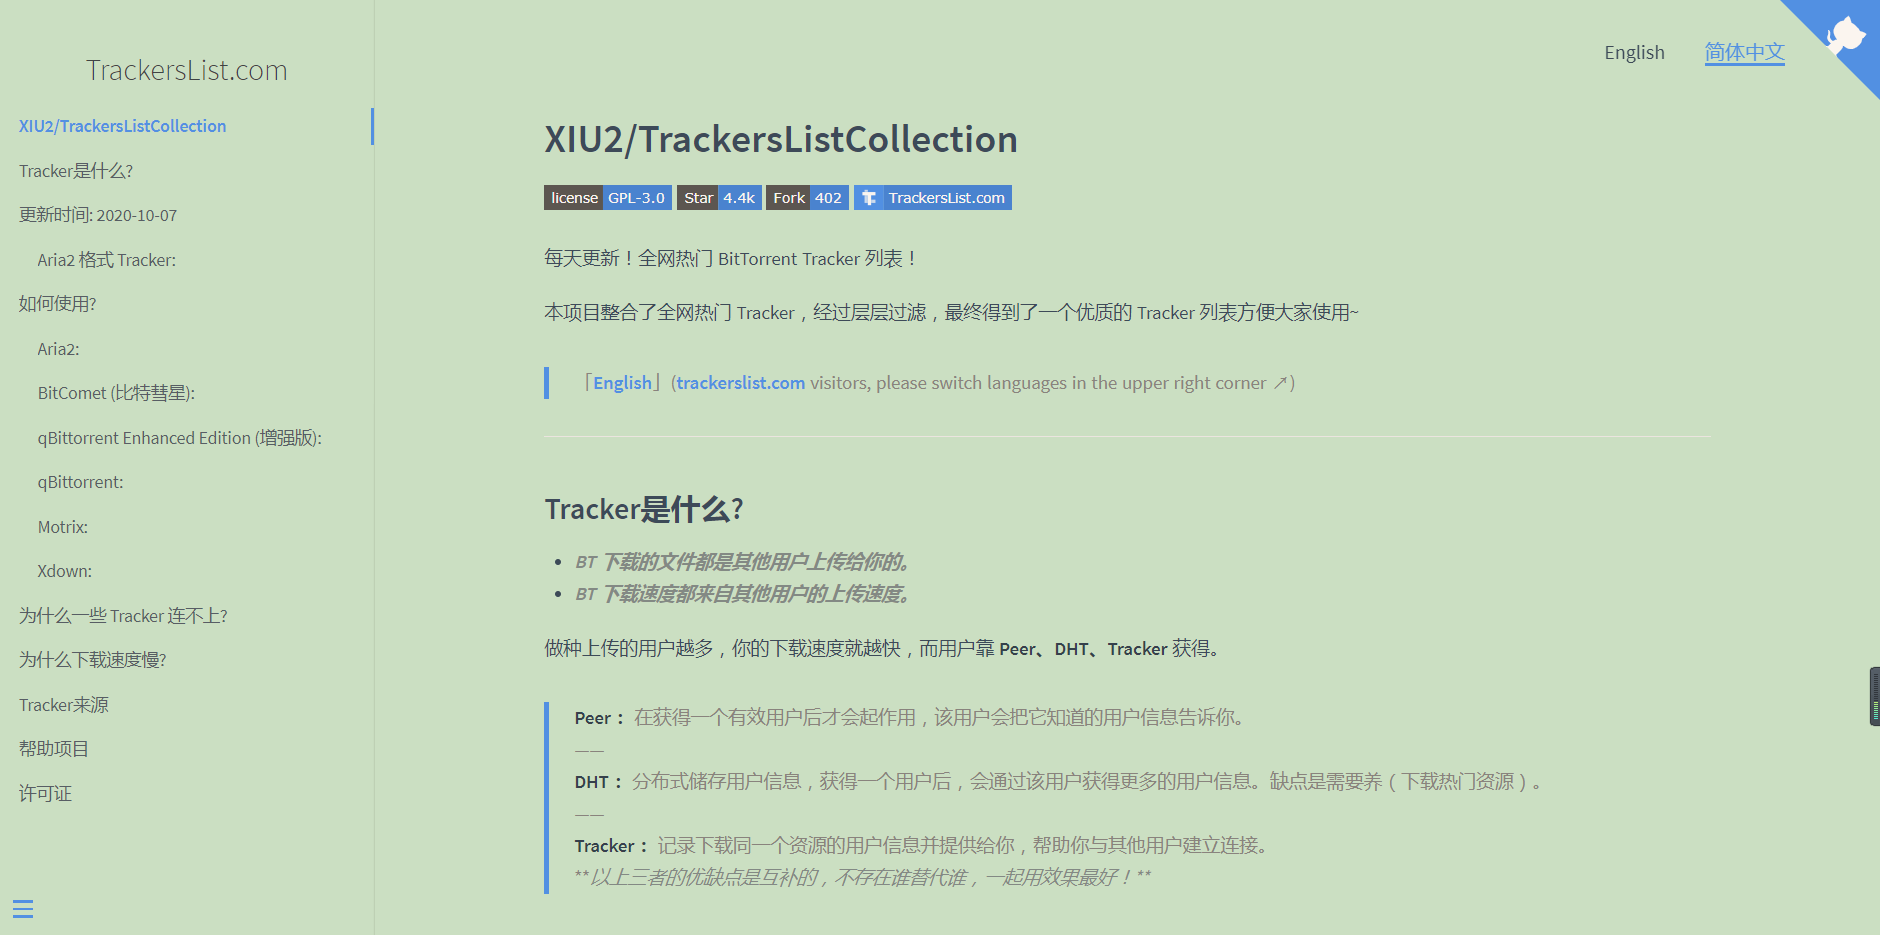 TrackersList.com
XIU2/TrackersListCollection
Tracker是什么?
更新时间: 2020-10-07
Aria2 格式 Tracker:
如何使用?
Aria2:
BitComet (比特彗星):
qBittorrent Enhanced Edition (增强版):
qBittorrent:
Motrix:
Xdown:
为什么一些 Tracker 连不上?
为什么下载速度慢?
Tracker来源
帮助项目
许可证
English 简体中文
XIU2/TrackersListCollection
license GPL-3.0 Star 4.4k Fork 402 TrackersList.com
每天更新！全网热门 BitTorrent Tracker 列表！
本项目整合了全网热门 Tracker，经过层层过滤，最终得到了一个优质的 Tracker 列表方便大家使用~
「English」(trackerslist.com visitors, please switch languages in the upper right corner ↗)
Tracker是什么?
• BT 下载的文件都是其他用户上传给你的。
• BT 下载速度都来自其他用户的上传速度。
做种上传的用户越多，你的下载速度就越快，而用户靠 Peer、DHT、Tracker 获得。
Peer： 在获得一个有效用户后才会起作用，该用户会把它知道的用户信息告诉你。
——
DHT： 分布式储存用户信息，获得一个用户后，会通过该用户获得更多的用户信息。缺点是需要养（下载热门资源）。
——
Tracker： 记录下载同一个资源的用户信息并提供给你，帮助你与其他用户建立连接。
**以上三者的优缺点是互补的，不存在谁替代谁，一起用效果最好！**